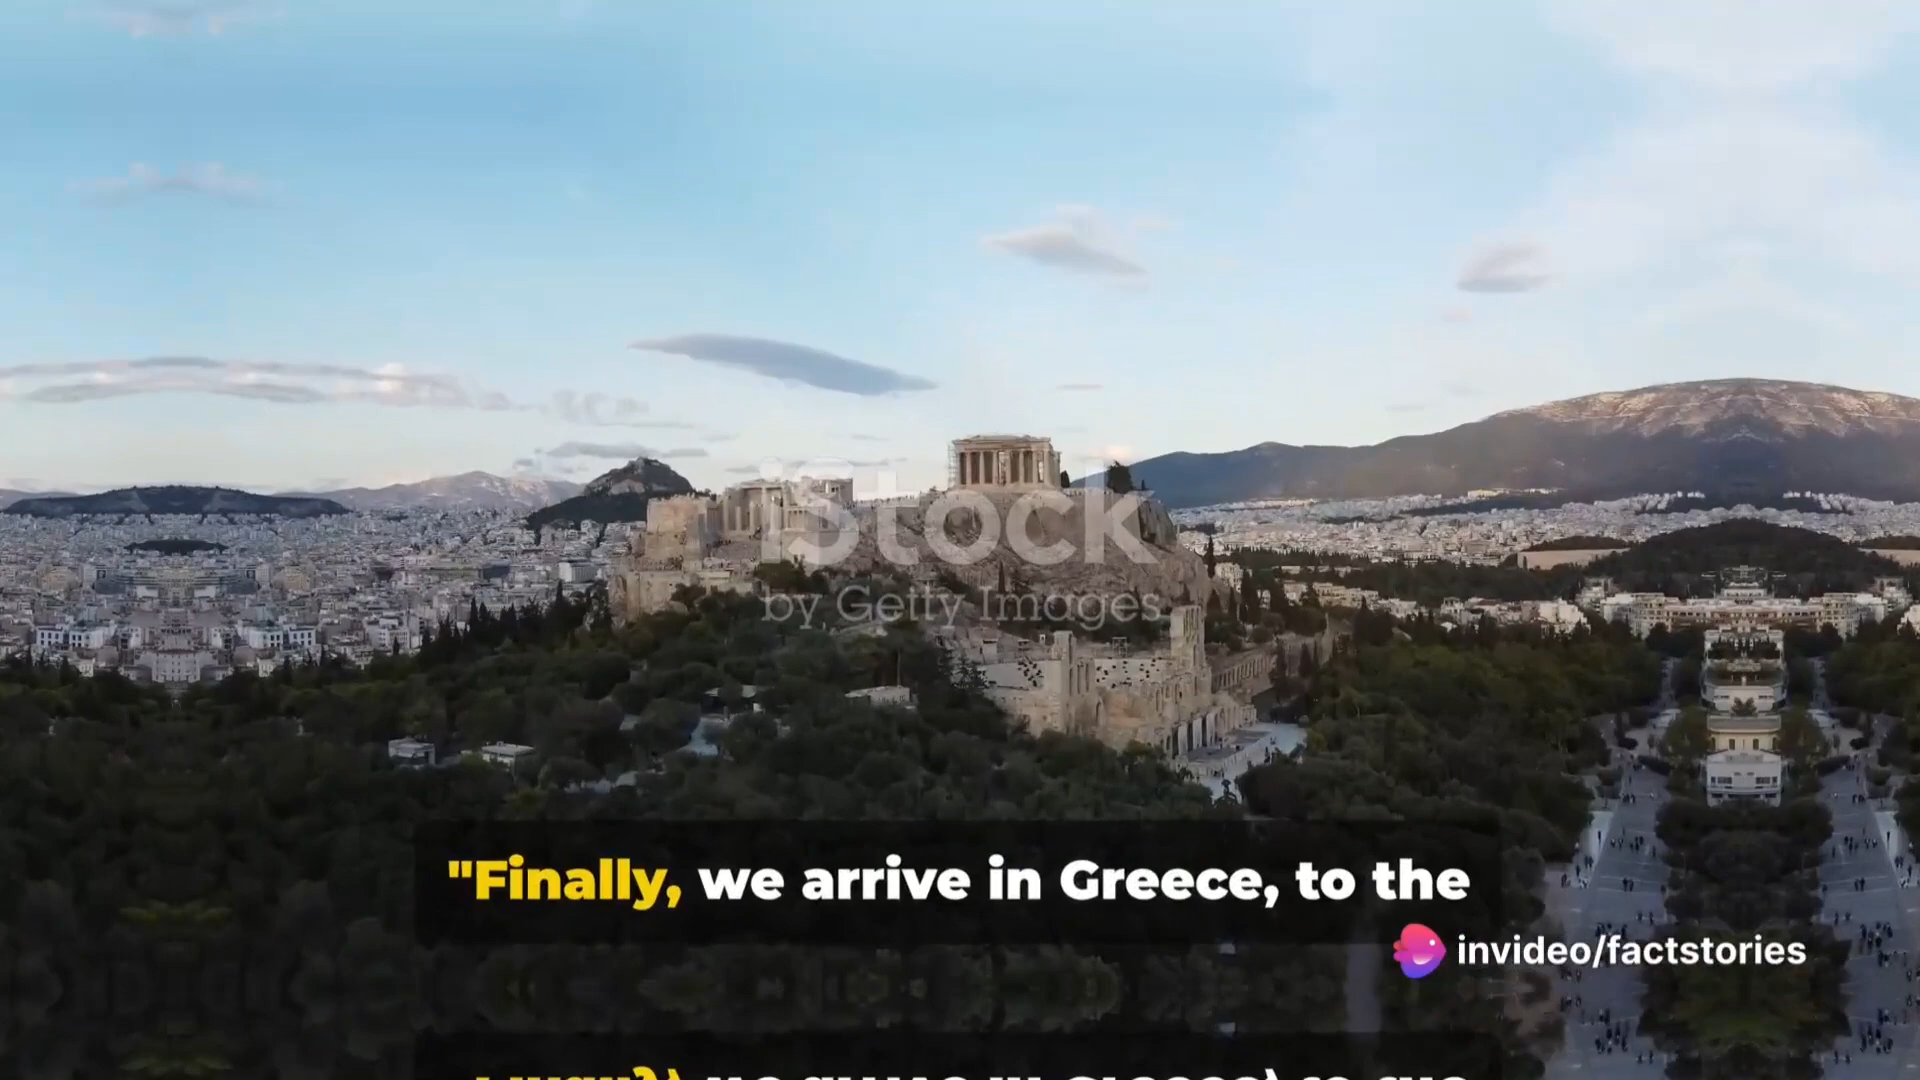 iStock
by Getty Images
"Finally, we arrive in Greece, to the
invideo/factstories